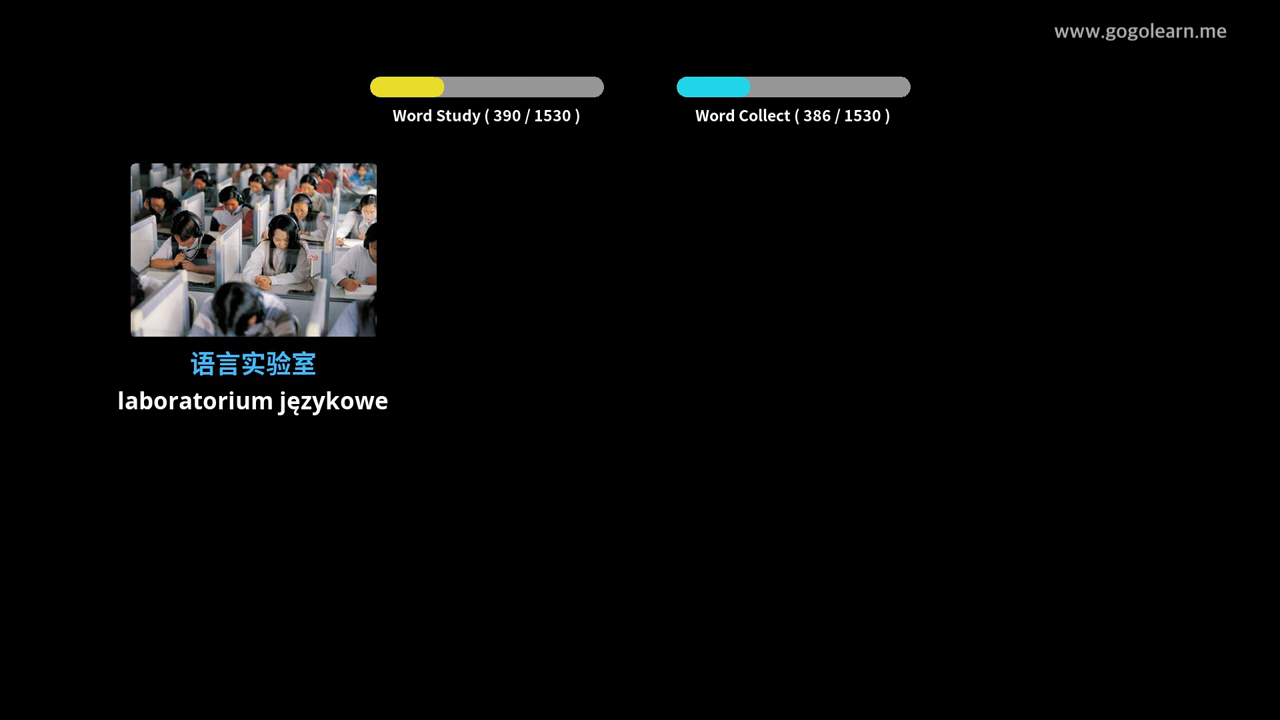 www.gogolearn.me
Word Study ( 390 / 1530 )
Word Collect ( 386 / 1530 )
语言实验室
laboratorium językowe